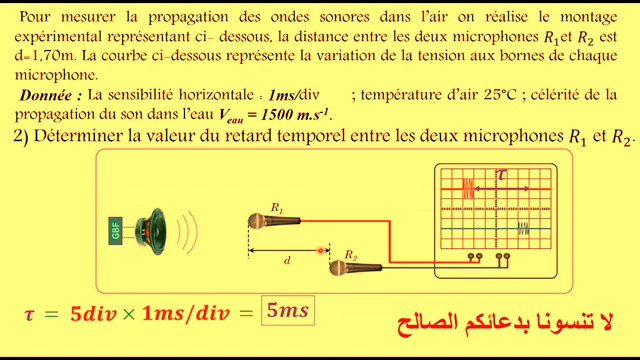 Pour mesurer la propagation des ondes sonores dans l'air on réalise le montage
expérimental représentant ci- dessous, la distance entre les deux microphones R₁et R₂ est
d=1,70m. La courbe ci-dessous représente la variation de la tension aux bornes de chaque
microphone.
Donnée : La sensibilité horizontale : 1ms/div ; température d'air 25°C ; célérité de la
propagation du son dans l'eau Veau = 1500 m.s⁻¹.
2) Déterminer la valeur du retard temporel entre les deux microphones R₁ et R₂.
τ
R₁
GBF
R₂
d
τ = 5div × 1ms/div = 5ms
لا تنسونا بدعائكم الصالح